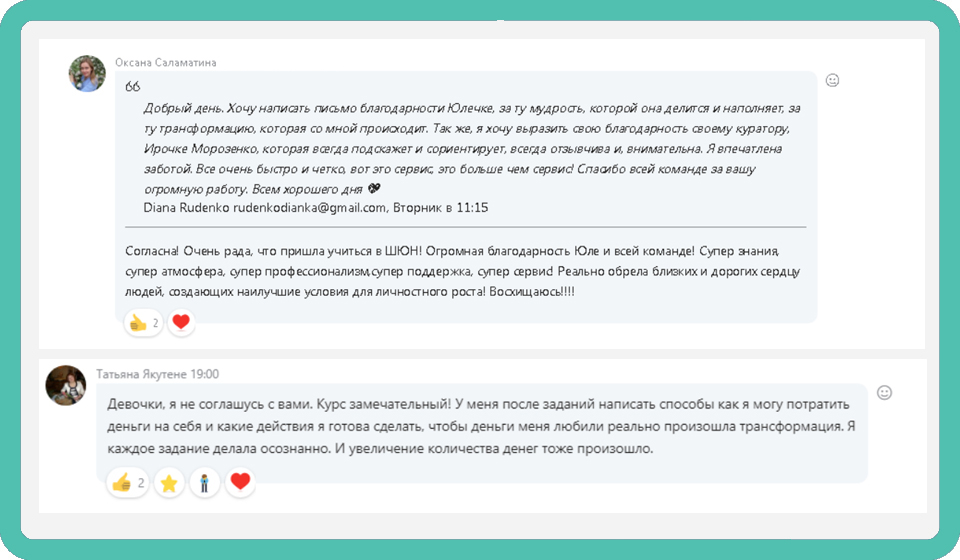 Оксана Саламатина
Добрый день. Хочу написать письмо благодарности Юлечке, за ту мудрость, которой она делится и наполняет, за
ту трансформацию, которая со мной происходит. Так же, я хочу выразить свою благодарность своему куратору,
Ирочке Морозенко, которая всегда подскажет и сориентирует, всегда отзывчива и, внимательна. Я впечатлена
заботой. Все очень быстро и четко, вот это сервис, это больше чем сервис! Спасибо всей команде за вашу
огромную работу. Всем хорошего дня 💖
Diana Rudenko rudenkodianka@gmail.com, Вторник в 11:15
Согласна! Очень рада, что пришла учиться в ШЮН! Огромная благодарность Юле и всей команде! Супер знания,
супер атмосфера, супер профессионализм,супер поддержка, супер сервис! Реально обрела близких и дорогих сердцу
людей, создающих наилучшие условия для личностного роста! Восхищаюсь!!!!
2
Татьяна Якутене 19:00
Девочки, я не соглашусь с вами. Курс замечательный! У меня после заданий написать способы как я могу потратить
деньги на себя и какие действия я готова сделать, чтобы деньги меня любили реально произошла трансформация. Я
каждое задание делала осознанно. И увеличение количества денег тоже произошло.
2